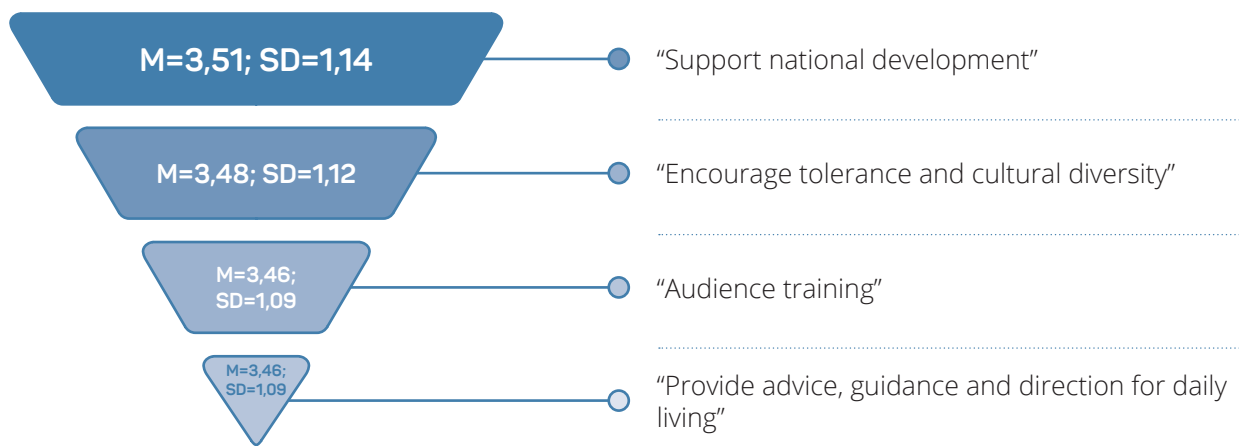 M=3,51; SD=1,14
“Support national development”
M=3,48; SD=1,12
“Encourage tolerance and cultural diversity”
M=3,46;
SD=1,09
“Audience training”
M=3,46;
SD=1,09
“Provide advice, guidance and direction for daily
living”